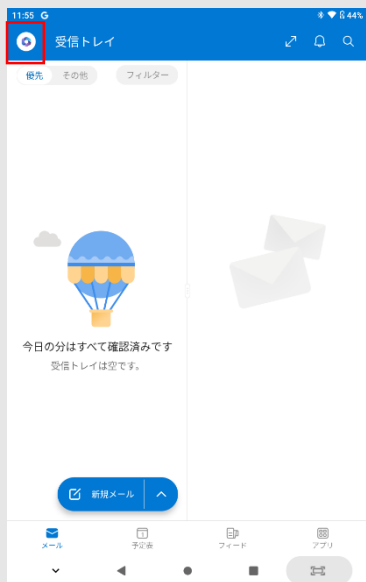 11:55 G 44%
受信トレイ
優先 その他 フィルター
今日の分はすべて確認済みです
受信トレイは空です。
新規メール
メール 予定表 フィード アプリ